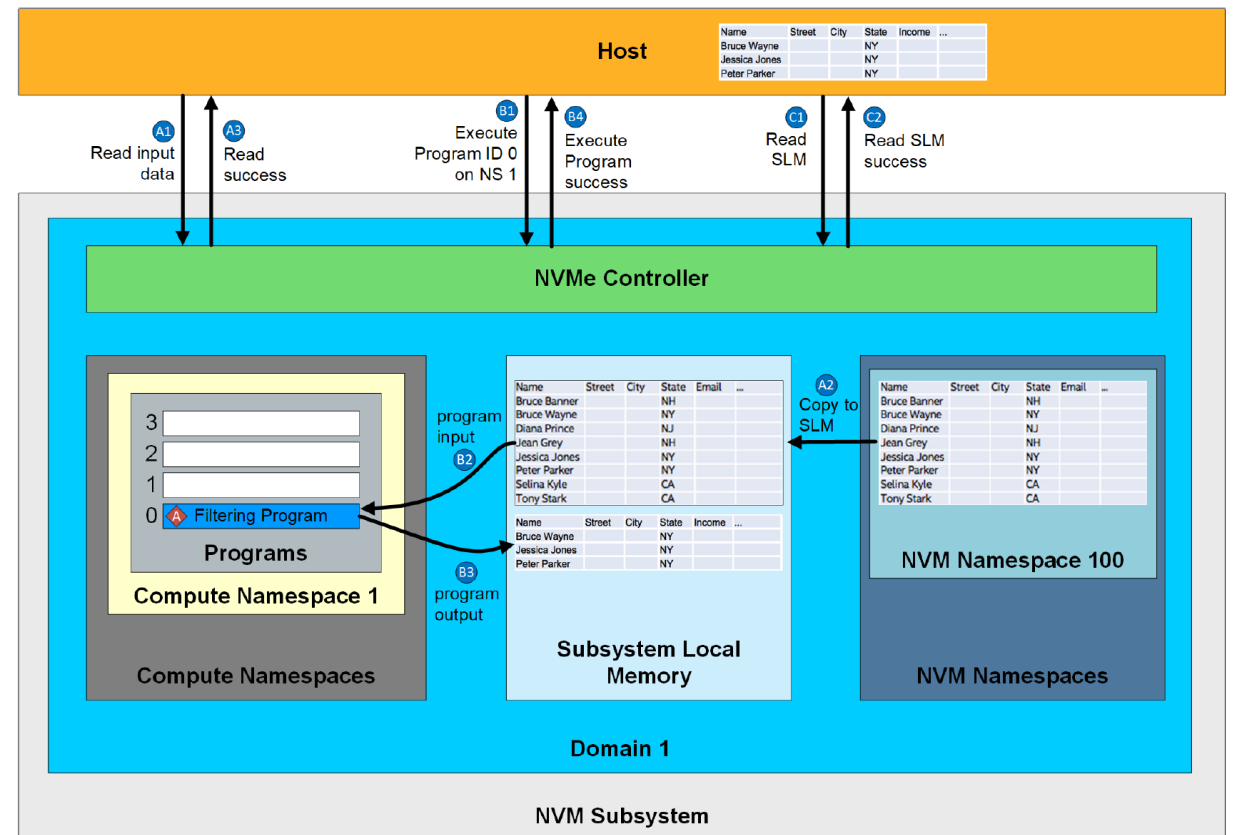 Host
Name Street City State Income ...
Bruce Wayne NY
Jessica Jones NY
Peter Parker NY
A1
Read input
data
A3
Read
success
B1
Execute
Program ID 0
on NS 1
B4
Execute
Program
success
C1
Read
SLM
C2
Read SLM
success
NVMe Controller
3
2
1
0 A Filtering Program
Programs
Compute Namespace 1
Compute Namespaces
program
input
B2
B3
program
output
Name Street City State Email ...
Bruce Banner NH
Bruce Wayne NY
Diana Prince NJ
Jean Grey NH
Jessica Jones NY
Peter Parker NY
Selina Kyle CA
Tony Stark CA
Name Street City State Income ...
Bruce Wayne NY
Jessica Jones NY
Peter Parker NY
Subsystem Local
Memory
A2
Copy to
SLM
Name Street City State Email ...
Bruce Banner NH
Bruce Wayne NY
Diana Prince NJ
Jean Grey NH
Jessica Jones NY
Peter Parker NY
Selina Kyle CA
Tony Stark CA
NVM Namespace 100
NVM Namespaces
Domain 1
NVM Subsystem